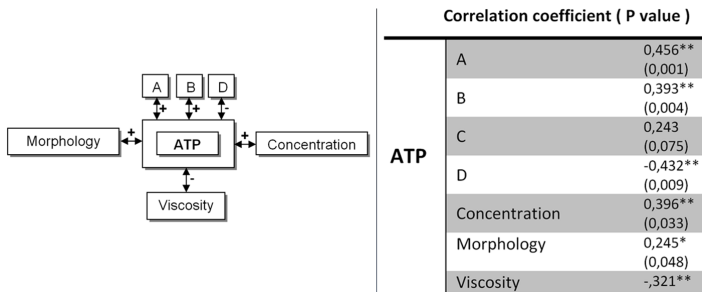 A B D
+ + -
Morphology + ATP + Concentration
-
Viscosity
Correlation coefficient ( P value )
ATP
A 0,456**
(0,001)
B 0,393**
(0,004)
C 0,243
(0,075)
D -0,432**
(0,009)
Concentration 0,396**
(0,033)
Morphology 0,245*
(0,048)
Viscosity -,321**